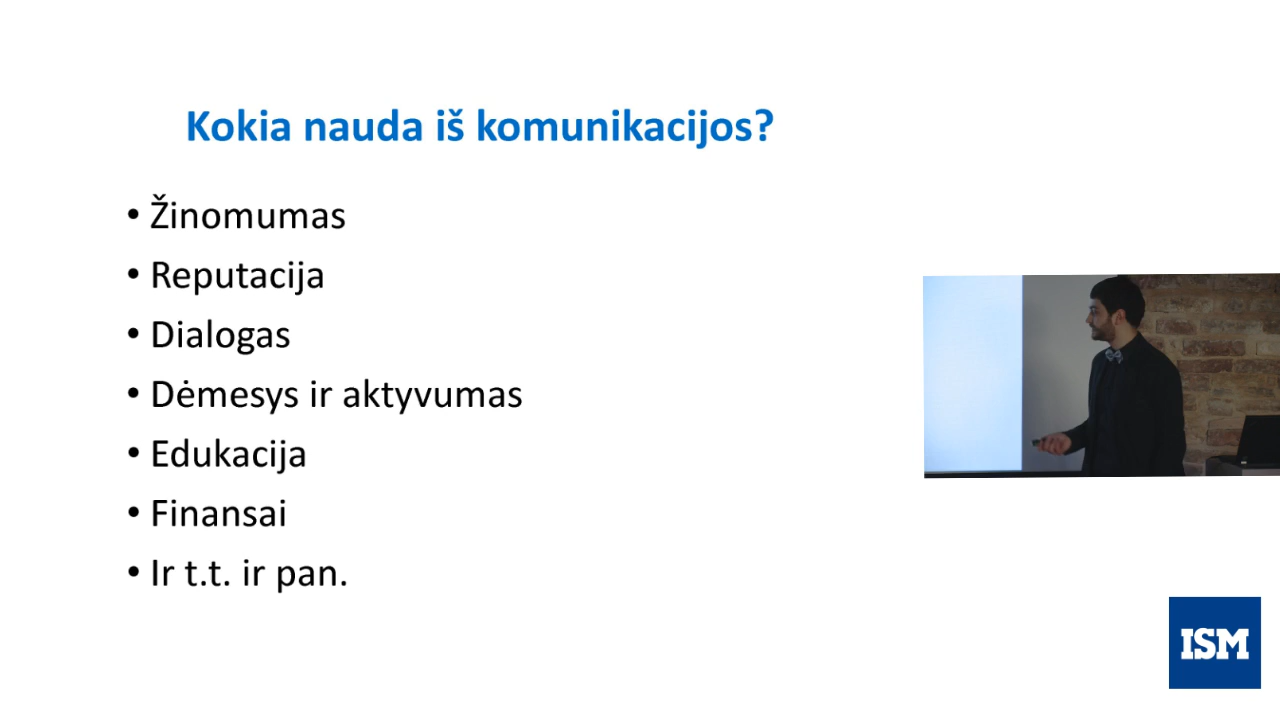 Kokia nauda iš komunikacijos?
• Žinomumas
• Reputacija
• Dialogas
• Dėmesys ir aktyvumas
• Edukacija
• Finansai
• Ir t.t. ir pan.
ISM